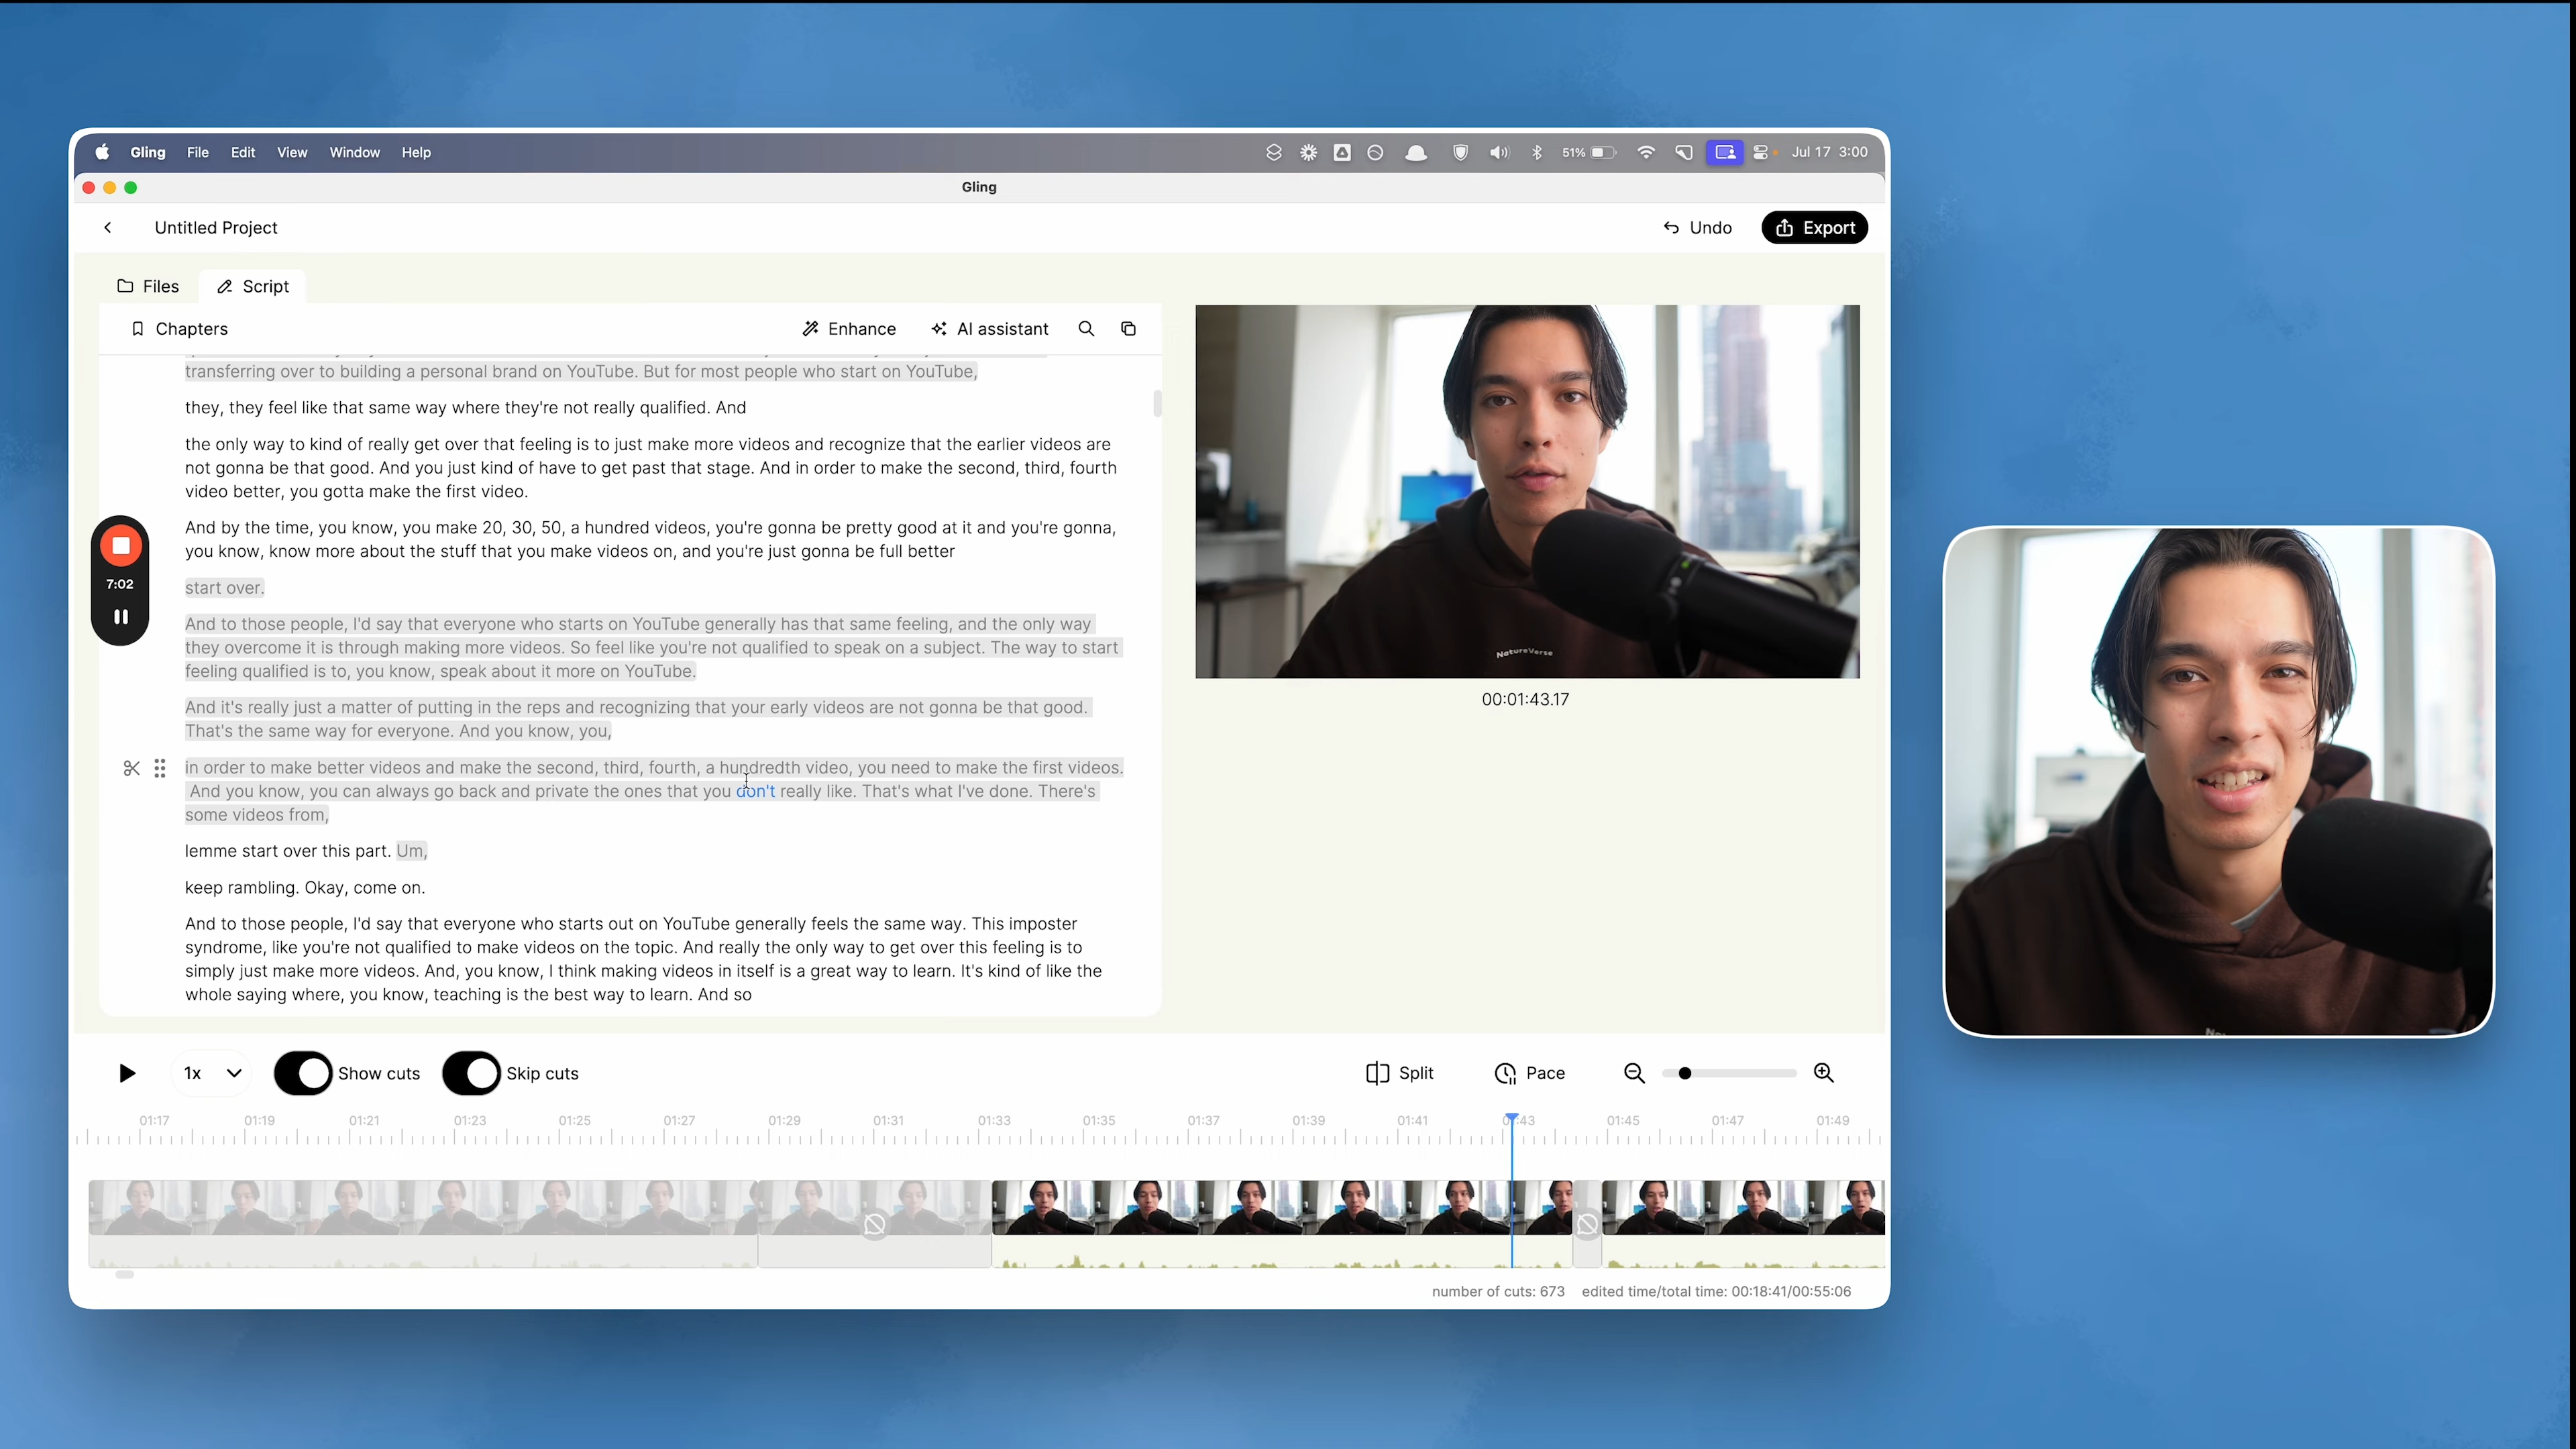 Gling File Edit View Window Help 51% Jul 17 3:00
Gling
Untitled Project Undo Export
Files Script
Chapters Enhance AI assistant
transferring over to building a personal brand on YouTube. But for most people who start on YouTube,
they, they feel like that same way where they're not really qualified. And
the only way to kind of really get over that feeling is to just make more videos and recognize that the earlier videos are
not gonna be that good. And you just kind of have to get past that stage. And in order to make the second, third, fourth
video better, you gotta make the first video.
And by the time, you know, you make 20, 30, 50, a hundred videos, you're gonna be pretty good at it and you're gonna,
you know, know more about the stuff that you make videos on, and you're just gonna be full better
start over.
7:02
And to those people, I'd say that everyone who starts on YouTube generally has that same feeling, and the only way
they overcome it is through making more videos. So feel like you're not qualified to speak on a subject. The way to start
feeling qualified is to, you know, speak about it more on YouTube.
And it's really just a matter of putting in the reps and recognizing that your early videos are not gonna be that good.
That's the same way for everyone. And you know, you,
in order to make better videos and make the second, third, fourth, a hundredth video, you need to make the first videos.
And you know, you can always go back and private the ones that you don't really like. That's what I've done. There's
some videos from,
lemme start over this part. Um,
keep rambling. Okay, come on.
And to those people, I'd say that everyone who starts out on YouTube generally feels the same way. This imposter
syndrome, like you're not qualified to make videos on the topic. And really the only way to get over this feeling is to
simply just make more videos. And, you know, I think making videos in itself is a great way to learn. It's kind of like the
whole saying where, you know, teaching is the best way to learn. And so
NatureVerse
00:01:43.17
1x Show cuts Skip cuts Split Pace
01:17 01:19 01:21 01:23 01:25 01:27 01:29 01:31 01:33 01:35 01:37 01:39 01:41 01:43 01:45 01:47 01:49
number of cuts: 673 edited time/total time: 00:18:41/00:55:06